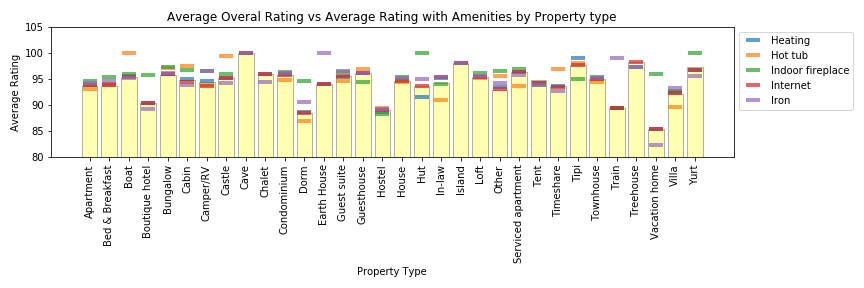 Average Overal Rating vs Average Rating with Amenities by Property type
Average Rating
105
100
95
90
85
80
Heating
Hot tub
Indoor fireplace
Internet
Iron
Apartment
Bed & Breakfast
Boat
Boutique hotel
Bungalow
Cabin
Camper/RV
Castle
Cave
Chalet
Condominium
Dorm
Earth House
Guest suite
Guesthouse
Hostel
House
Hut
In-law
Island
Loft
Other
Serviced apartment
Tent
Timeshare
Tipi
Townhouse
Train
Treehouse
Vacation home
Villa
Yurt
Property Type